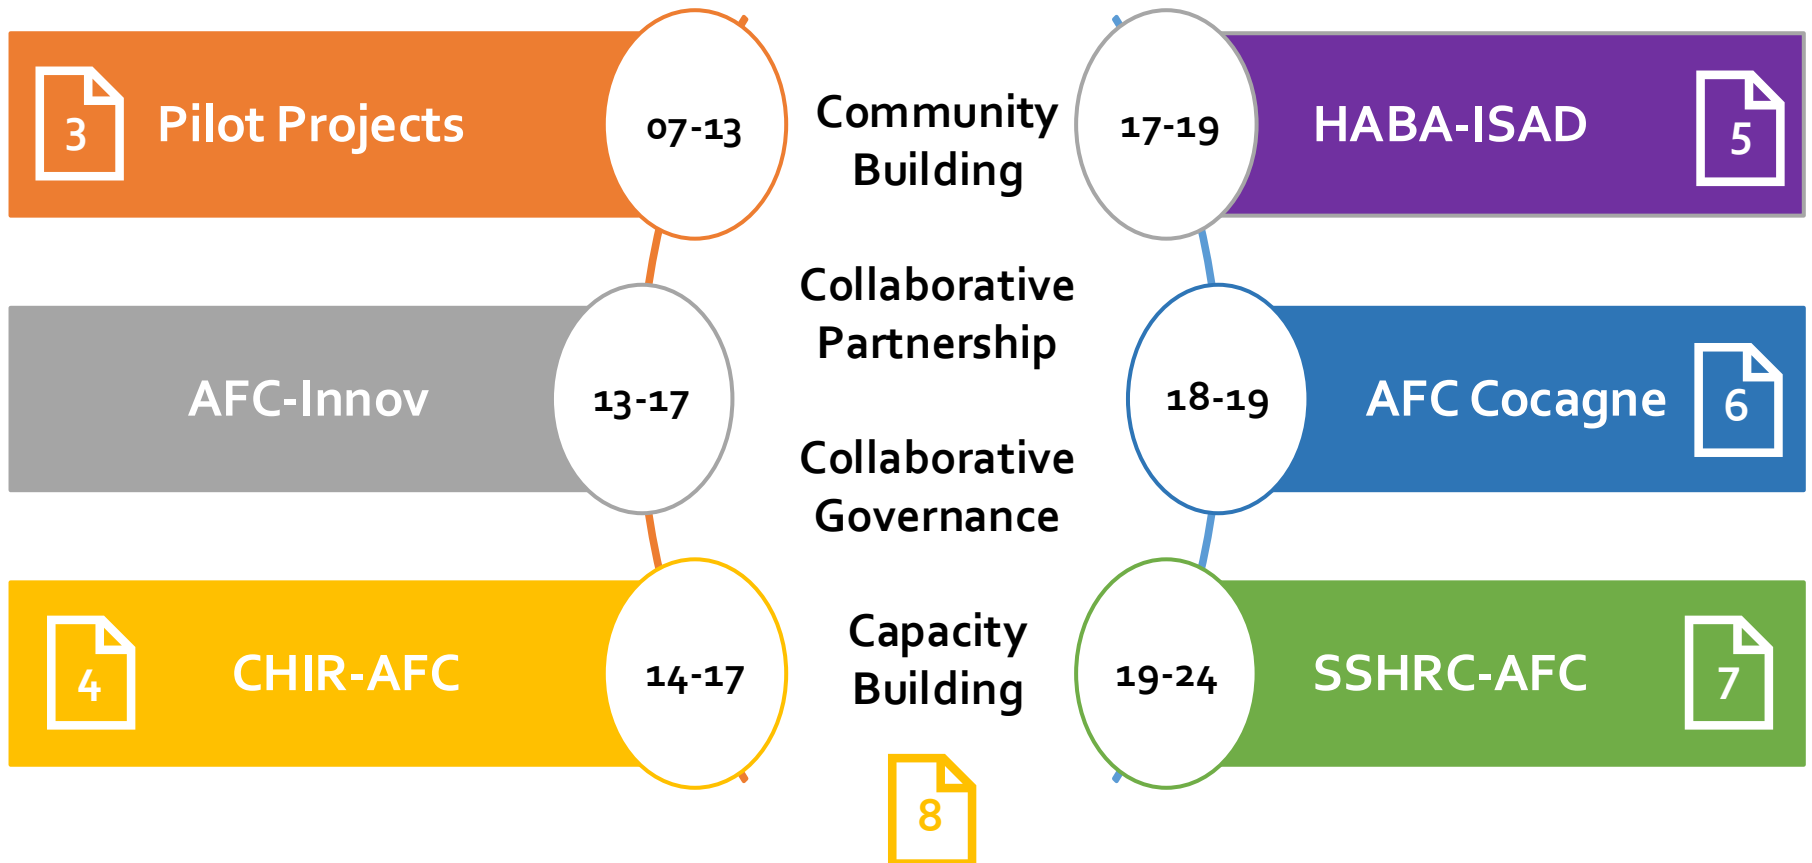 3
Pilot Projects
07-13
AFC-Innov
13-17
4
CHIR-AFC
14-17
Community
Building
Collaborative
Partnership
Collaborative
Governance
Capacity
Building
8
17-19
HABA-ISAD
5
18-19
AFC Cocagne
6
19-24
SSHRC-AFC
7